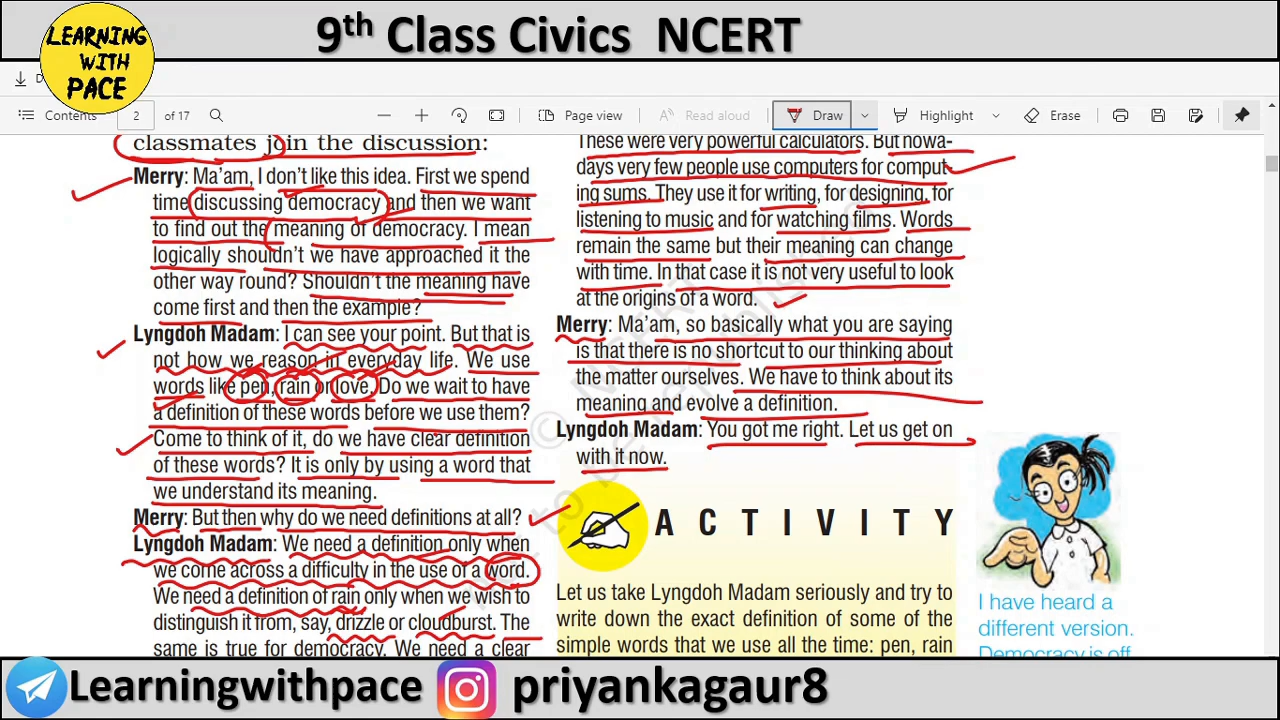 LEARNING
WITH
PACE
9th Class Civics NCERT
Contents
2
of 17
Page view
Read aloud
Draw
Highlight
Erase
classmates join the discussion:
Merry: Ma'am, I don't like this idea. First we spend
time discussing democracy and then we want
to find out the meaning of democracy. I mean
logically shouldn't we have approached it the
other way round? Shouldn't the meaning have
come first and then the example?
Lyngdoh Madam: I can see your point. But that is
not how we reason in everyday life. We use
words like pen, rain or love. Do we wait to have
a definition of these words before we use them?
Come to think of it, do we have clear definition
of these words? It is only by using a word that
we understand its meaning.
Merry: But then why do we need definitions at all?
Lyngdoh Madam: We need a definition only when
we come across a difficulty in the use of a word.
We need a definition of rain only when we wish to
distinguish it from, say, drizzle or cloudburst. The
same is true for democracy. We need a clear
These were very powerful calculators. But nowa-
days very few people use computers for comput-
ing sums. They use it for writing, for designing, for
listening to music and for watching films. Words
remain the same but their meaning can change
with time. In that case it is not very useful to look
at the origins of a word.
Merry: Ma'am, so basically what you are saying
is that there is no shortcut to our thinking about
the matter ourselves. We have to think about its
meaning and evolve a definition.
Lyngdoh Madam: You got me right. Let us get on
with it now.
ACTIVITY
Let us take Lyngdoh Madam seriously and try to
write down the exact definition of some of the
simple words that we use all the time: pen, rain
I have heard a
different version.
Democracy is off
Learningwithpace
priyankagaur8